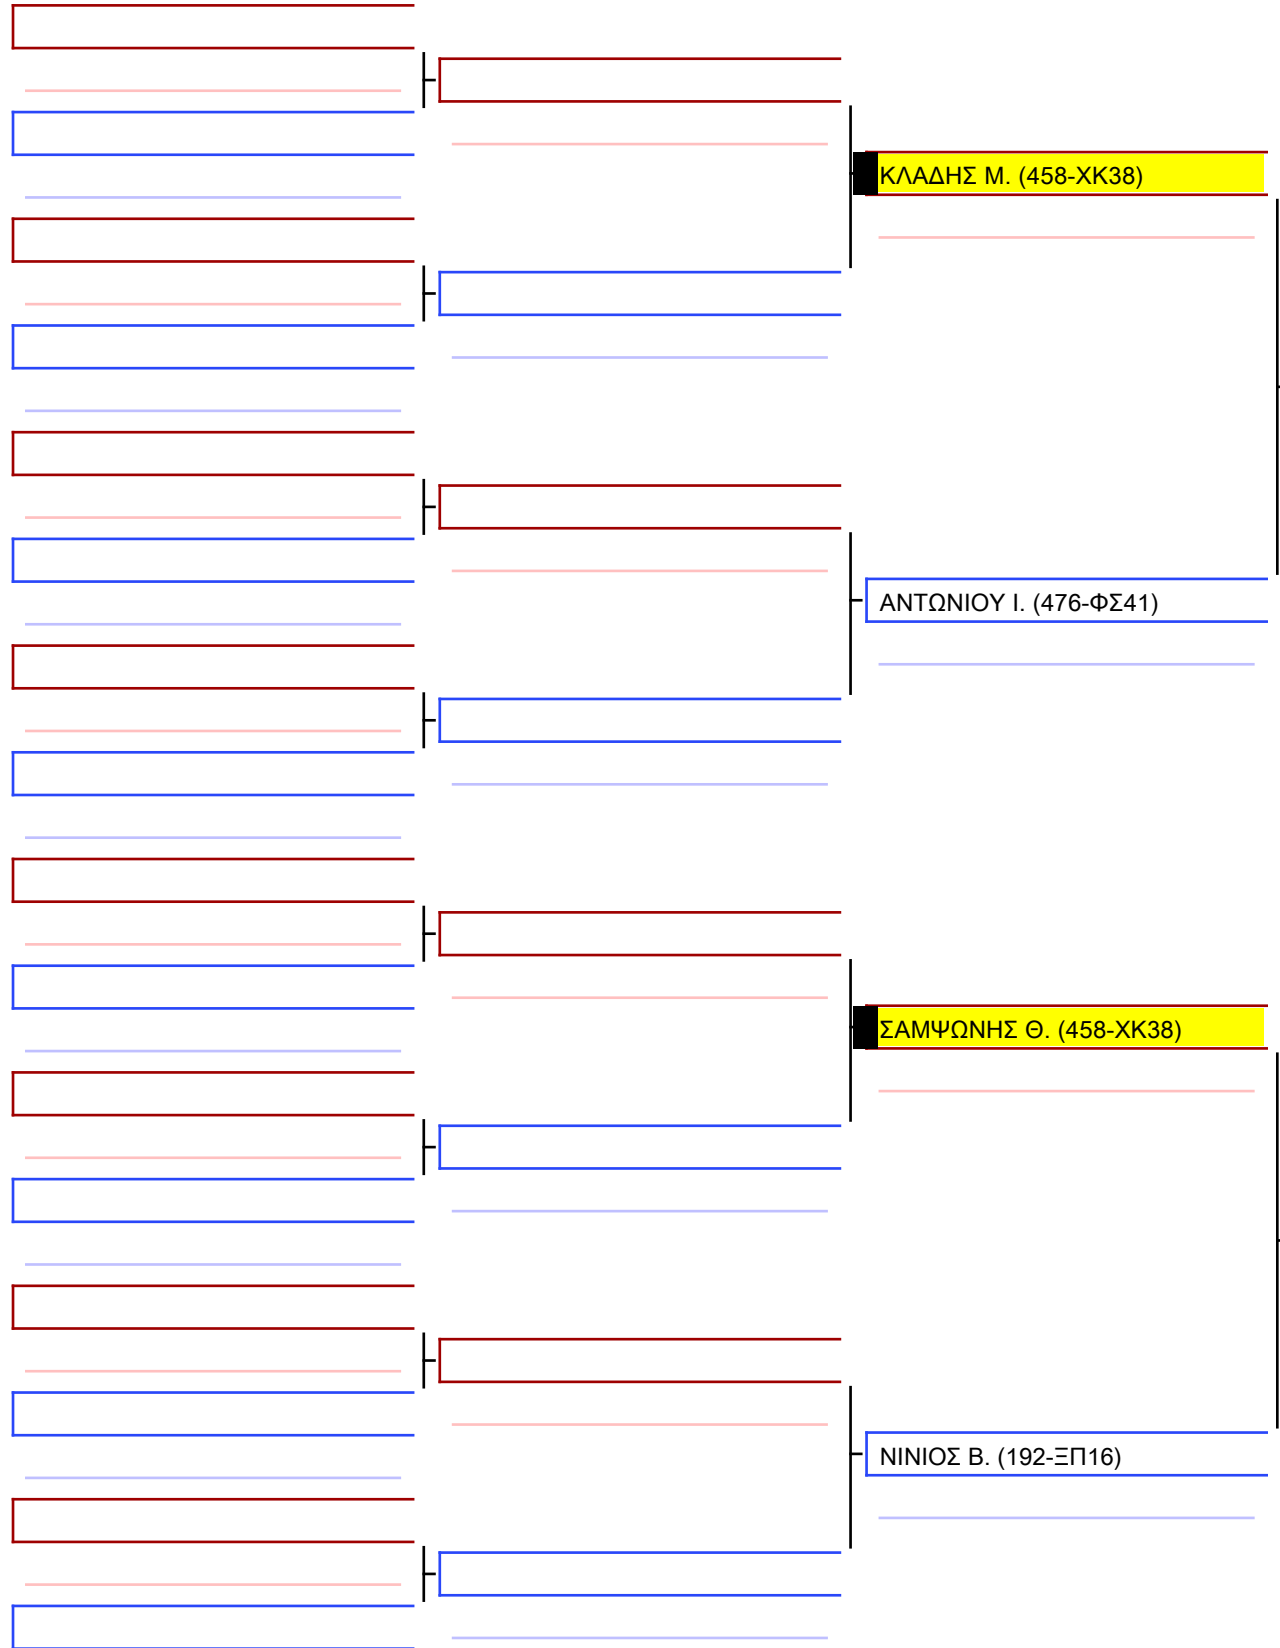 ΚΛΑΔΗΣ Μ. (458-ΧΚ38)
ΑΝΤΩΝΙΟΥ Ι. (476-ΦΣ41)
ΣΑΜΨΩΝΗΣ Θ. (458-ΧΚ38)
ΝΙΝΙΟΣ Β. (192-ΞΠ16)